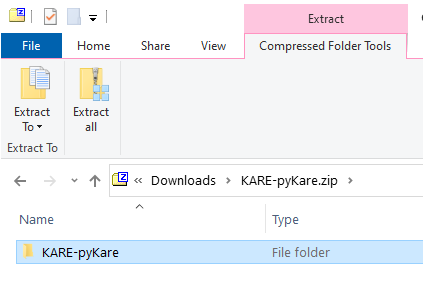 Extract
File Home Share View Compressed Folder Tools
Extract To Extract all
Extract To
Downloads KARE-pyKare.zip
Name Type
KARE-pyKare File folder